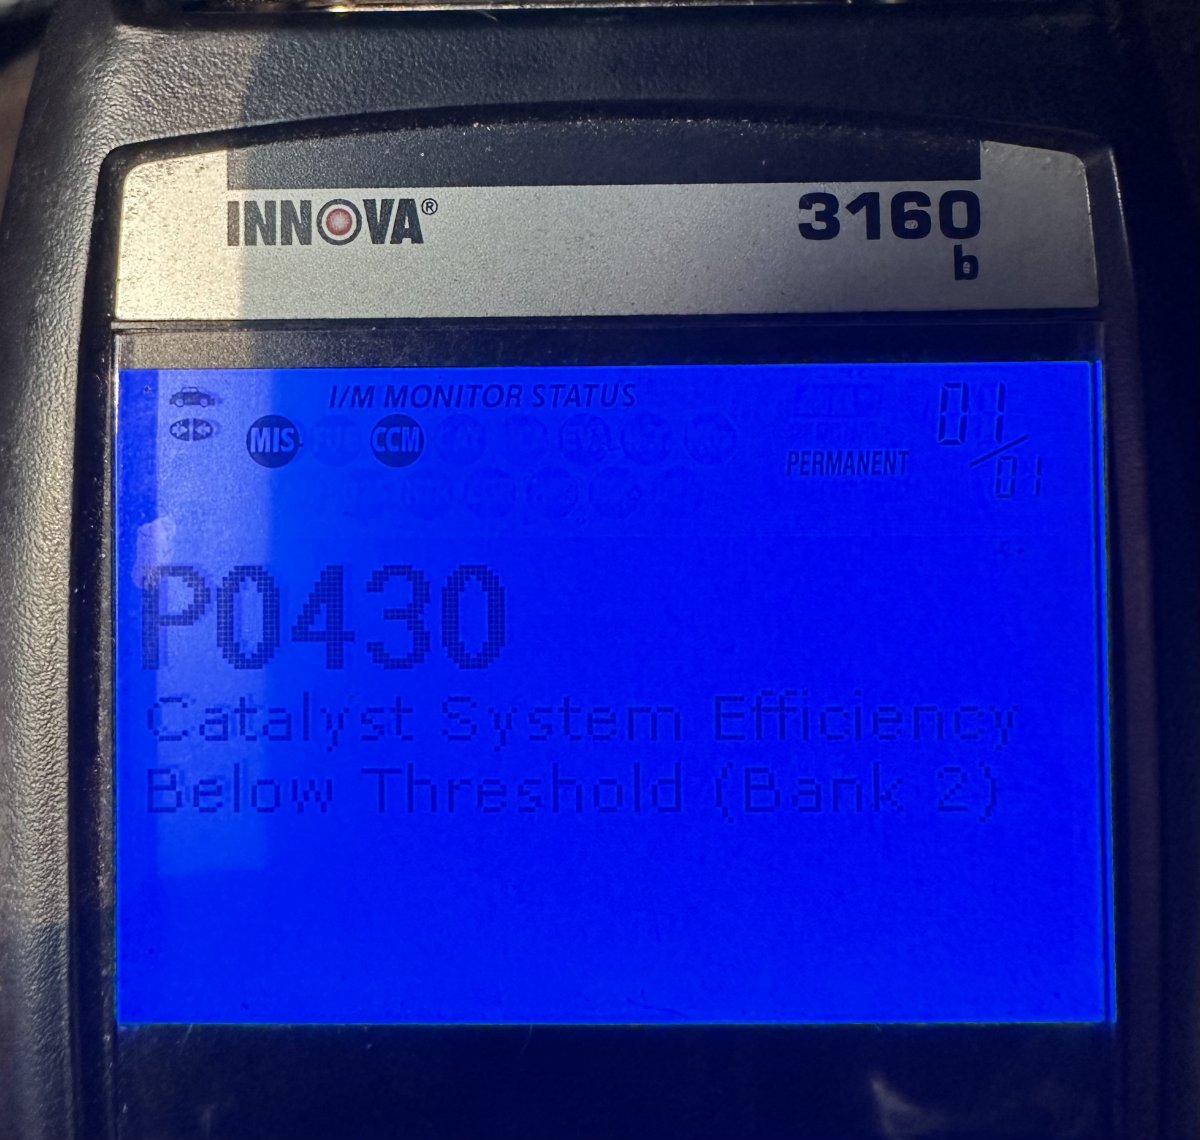 INNOVA®
3160
b
I/M MONITOR STATUS
01/01
MIS CCM
PERMANENT
P0430
Catalyst System Efficiency
Below Threshold (Bank 2)